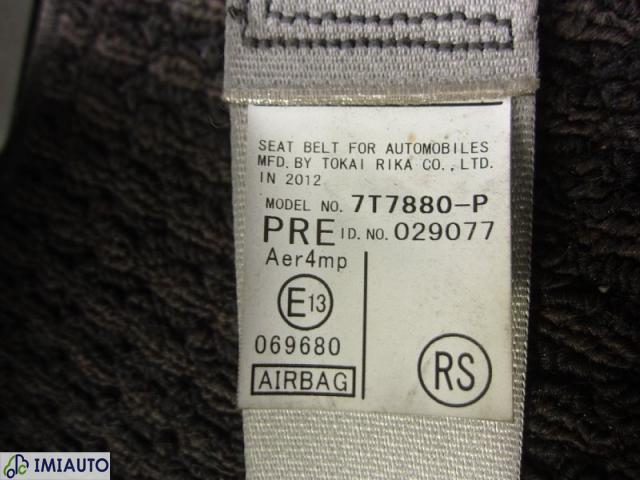 SEAT BELT FOR AUTOMOBILES
MFD. BY TOKAI RIKA CO., LTD.
IN 2012
MODEL NO. 7T7880-P
PRE I D. NO. 029077
Aer4mp
E13
069680
AIRBAG
RS
IMIAUTO